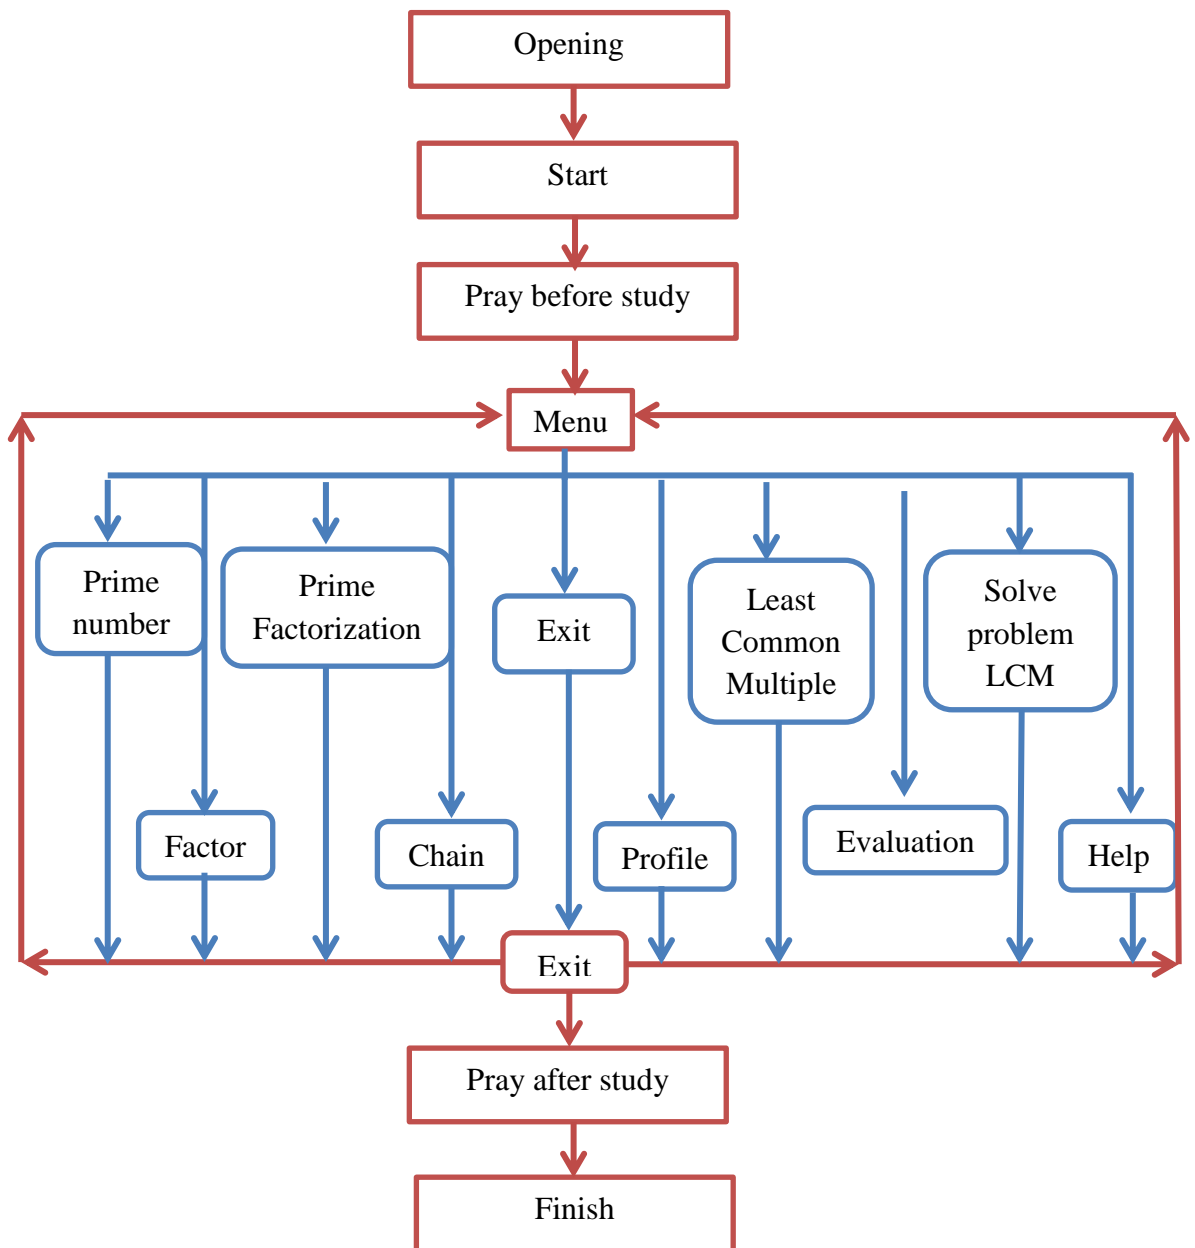 Opening
Start
Pray before study
Menu
Prime
number
Prime
Factorization
Exit
Least
Common
Multiple
Solve
problem
LCM
Factor
Chain
Profile
Evaluation
Help
Exit
Pray after study
Finish